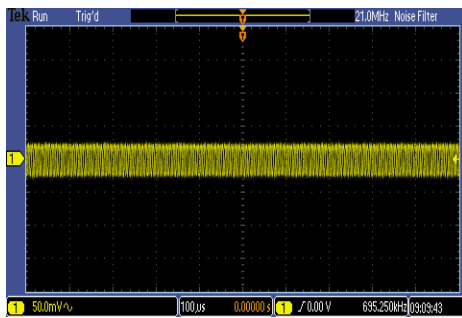 Tek Run Trig'd 21.0MHz Noise Filter
1
1 50.0mV 100µs 0.00000 s 1 0.00 V 695.250kHz 09:09:43